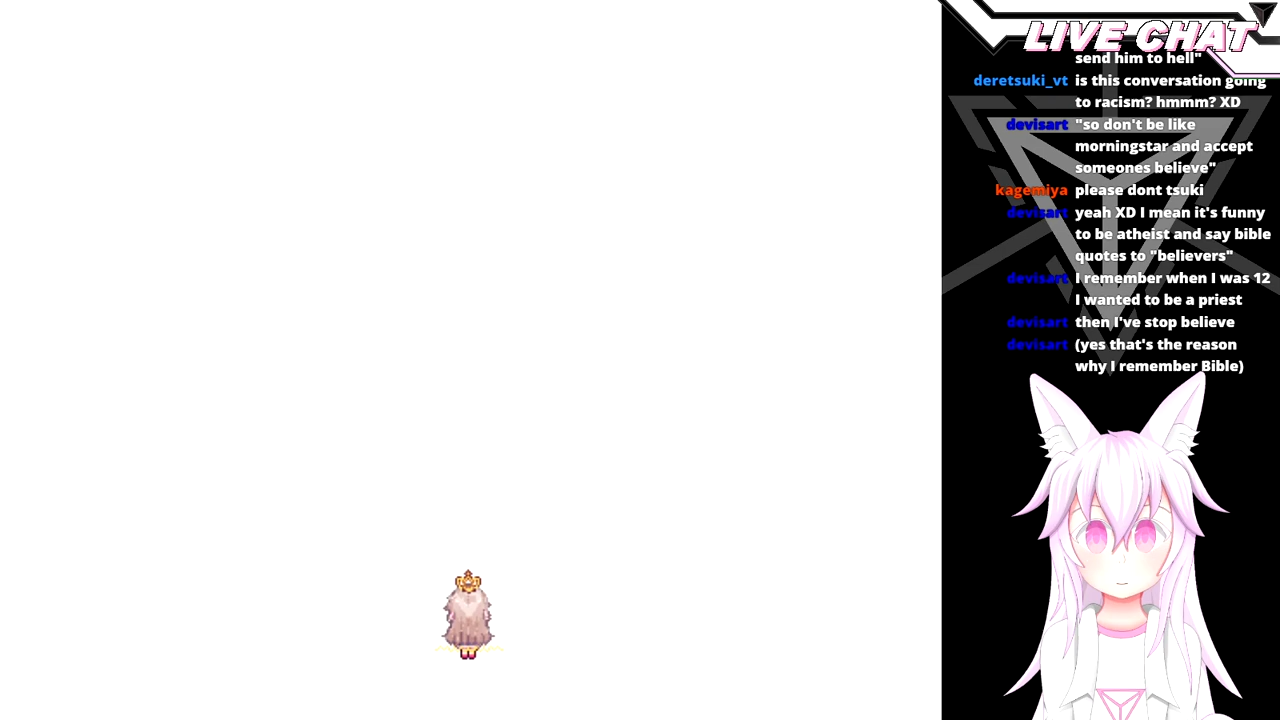 LIVE CHAT
send him to hell"
deretsuki_vt is this conversation going
to racism? hmmm? XD
devisart "so don't be like
morningstar and accept
someones believe"
kagemiya please dont tsuki
devisart yeah XD I mean it's funny
to be atheist and say bible
quotes to "believers"
devisart I remember when I was 12
I wanted to be a priest
devisart then I've stop believe
devisart (yes that's the reason
why I remember Bible)